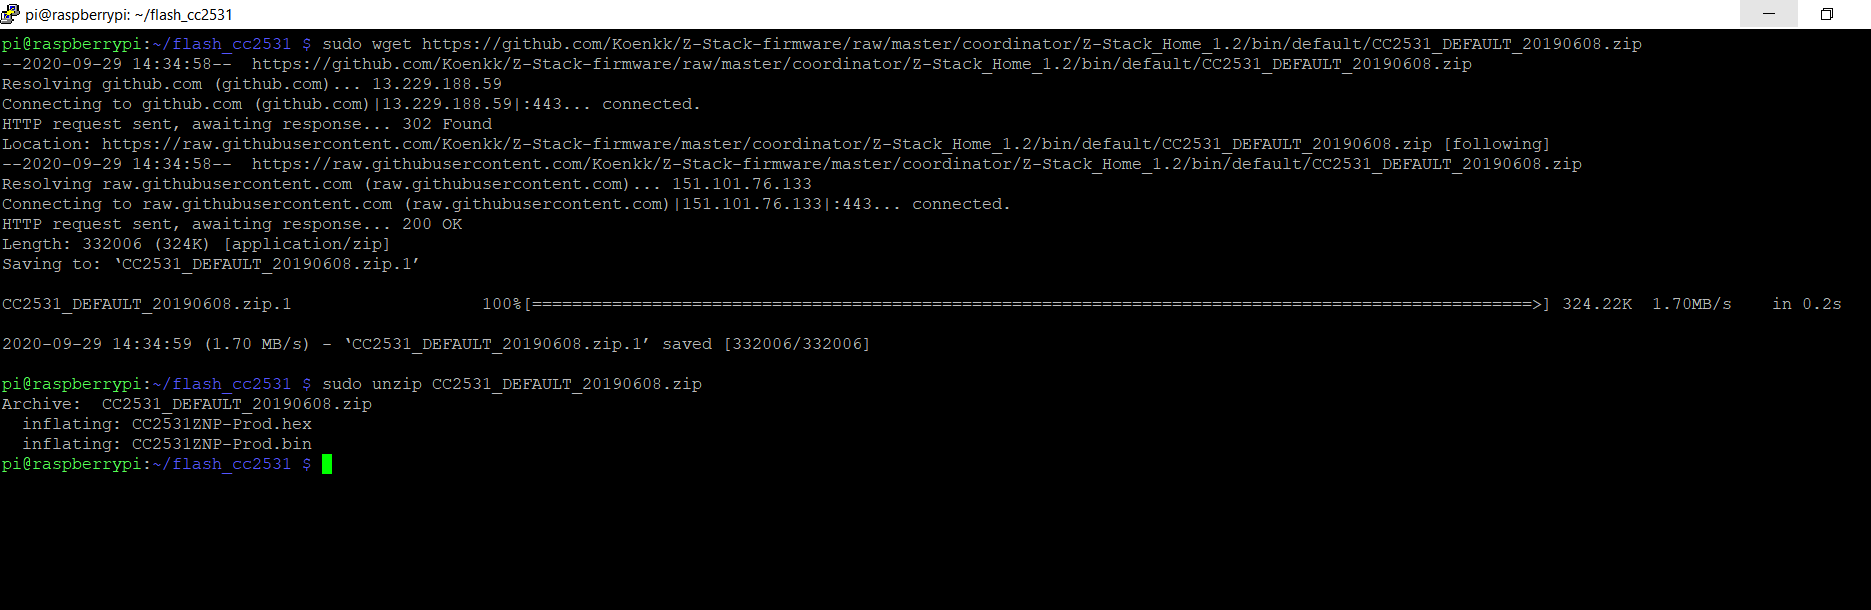 pi@raspberrypi: ~/flash_cc2531
pi@raspberrypi:~/flash_cc2531 $ sudo wget https://github.com/Koenkk/Z-Stack-firmware/raw/master/coordinator/Z-Stack_Home_1.2/bin/default/CC2531_DEFAULT_20190608.zip
--2020-09-29 14:34:58--  https://github.com/Koenkk/Z-Stack-firmware/raw/master/coordinator/Z-Stack_Home_1.2/bin/default/CC2531_DEFAULT_20190608.zip
Resolving github.com (github.com)... 13.229.188.59
Connecting to github.com (github.com)|13.229.188.59|:443... connected.
HTTP request sent, awaiting response... 302 Found
Location: https://raw.githubusercontent.com/Koenkk/Z-Stack-firmware/master/coordinator/Z-Stack_Home_1.2/bin/default/CC2531_DEFAULT_20190608.zip [following]
--2020-09-29 14:34:58--  https://raw.githubusercontent.com/Koenkk/Z-Stack-firmware/master/coordinator/Z-Stack_Home_1.2/bin/default/CC2531_DEFAULT_20190608.zip
Resolving raw.githubusercontent.com (raw.githubusercontent.com)... 151.101.76.133
Connecting to raw.githubusercontent.com (raw.githubusercontent.com)|151.101.76.133|:443... connected.
HTTP request sent, awaiting response... 200 OK
Length: 332006 (324K) [application/zip]
Saving to: ‘CC2531_DEFAULT_20190608.zip.1’
CC2531_DEFAULT_20190608.zip.1                   100%[====================================================================================================>] 324.22K  1.70MB/s    in 0.2s
2020-09-29 14:34:59 (1.70 MB/s) - ‘CC2531_DEFAULT_20190608.zip.1’ saved [332006/332006]
pi@raspberrypi:~/flash_cc2531 $ sudo unzip CC2531_DEFAULT_20190608.zip
Archive:  CC2531_DEFAULT_20190608.zip
  inflating: CC2531ZNP-Prod.hex
  inflating: CC2531ZNP-Prod.bin
pi@raspberrypi:~/flash_cc2531 $